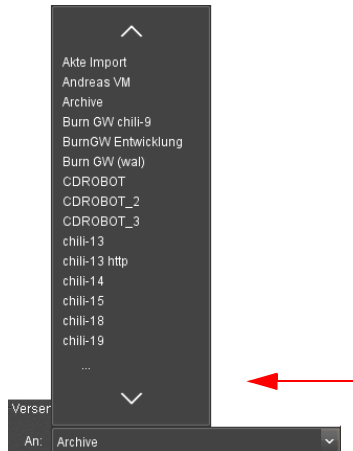 Akte Import
Andreas VM
Archive
Burn GW chili-9
BurnGW Entwicklung
Burn GW (wal)
CDROBOT
CDROBOT_2
CDROBOT_3
chili-13
chili-13 http
chili-14
chili-15
chili-18
chili-19
...
Verser
An: Archive